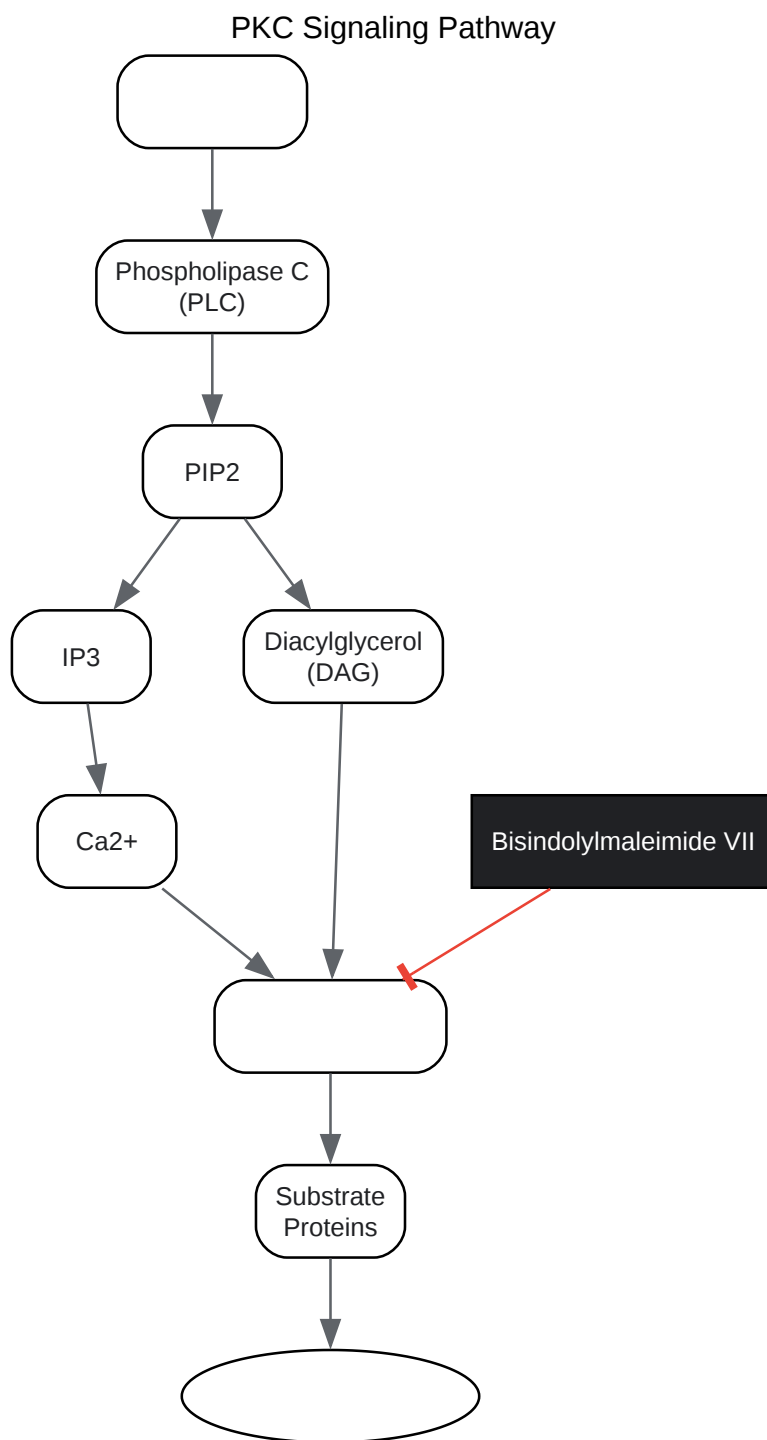 PKC Signaling Pathway
Phospholipase C
(PLC)
PIP2
IP3
Diacylglycerol
(DAG)
Ca2+
Bisindolylmaleimide VII
Substrate
Proteins